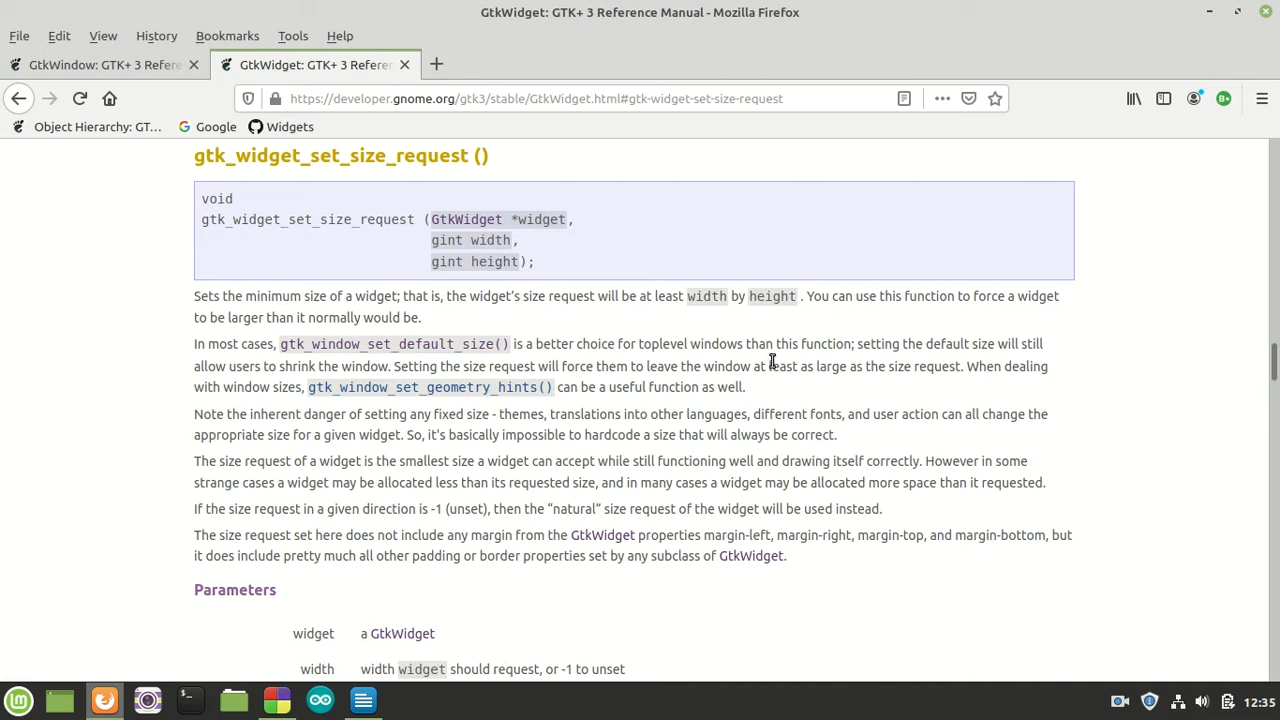 GtkWidget: GTK+ 3 Reference Manual - Mozilla Firefox
File Edit View History Bookmarks Tools Help
GtkWindow: GTK+ 3 Refere
GtkWidget: GTK+ 3 Referer
https://developer.gnome.org/gtk3/stable/GtkWidget.html#gtk-widget-set-size-request
B+
Object Hierarchy: GT… Google Widgets
gtk_widget_set_size_request ()
void
gtk_widget_set_size_request (GtkWidget *widget,
gint width,
gint height);
Sets the minimum size of a widget; that is, the widget’s size request will be at least width by height . You can use this function to force a widget
to be larger than it normally would be.
In most cases, gtk_window_set_default_size() is a better choice for toplevel windows than this function; setting the default size will still
allow users to shrink the window. Setting the size request will force them to leave the window at least as large as the size request. When dealing
with window sizes, gtk_window_set_geometry_hints() can be a useful function as well.
Note the inherent danger of setting any fixed size - themes, translations into other languages, different fonts, and user action can all change the
appropriate size for a given widget. So, it's basically impossible to hardcode a size that will always be correct.
The size request of a widget is the smallest size a widget can accept while still functioning well and drawing itself correctly. However in some
strange cases a widget may be allocated less than its requested size, and in many cases a widget may be allocated more space than it requested.
If the size request in a given direction is -1 (unset), then the “natural” size request of the widget will be used instead.
The size request set here does not include any margin from the GtkWidget properties margin-left, margin-right, margin-top, and margin-bottom, but
it does include pretty much all other padding or border properties set by any subclass of GtkWidget.
Parameters
widget a GtkWidget
width width widget should request, or -1 to unset
12:35